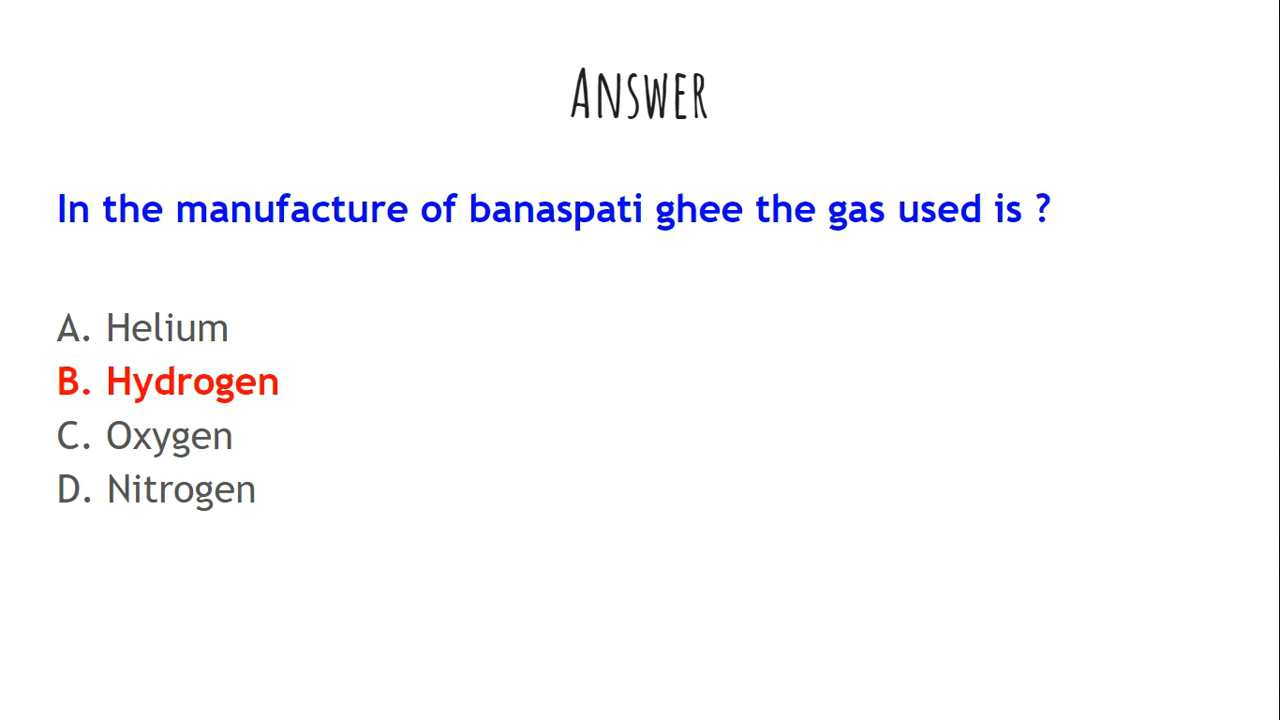 Answer
In the manufacture of banaspati ghee the gas used is ?
A. Helium
B. Hydrogen
C. Oxygen
D. Nitrogen